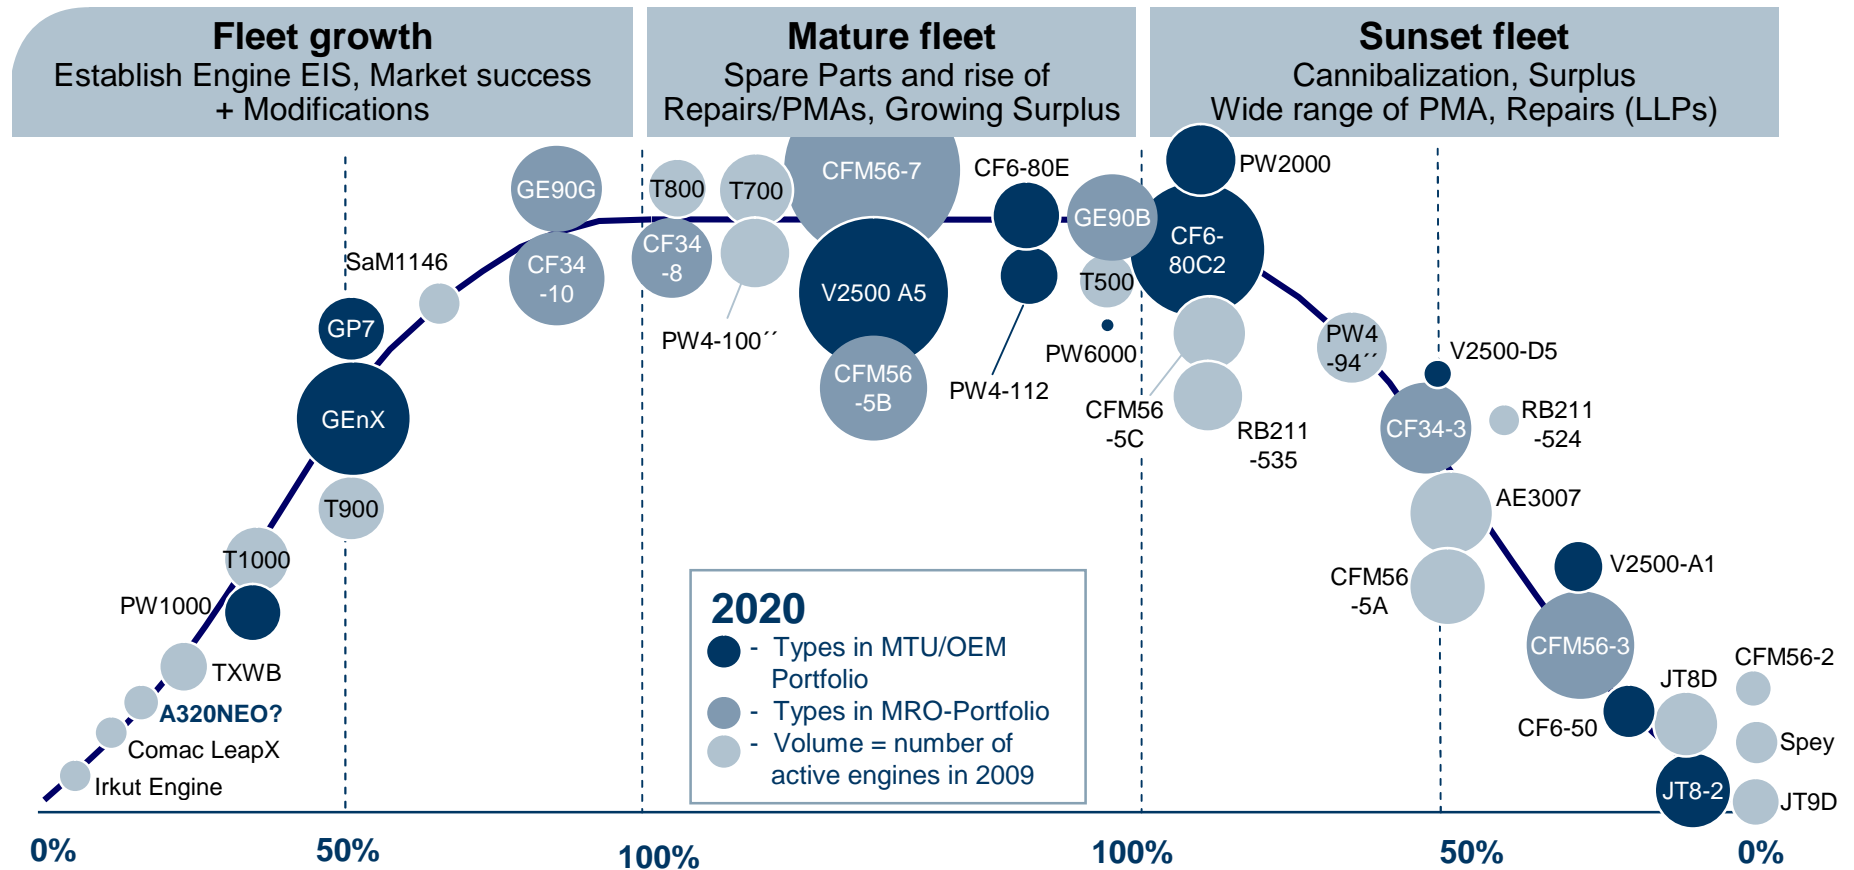 Fleet growth
Establish Engine EIS, Market success
+ Modifications
Mature fleet
Spare Parts and rise of
Repairs/PMAs, Growing Surplus
Sunset fleet
Cannibalization, Surplus
Wide range of PMA, Repairs (LLPs)
GE90G
CF34
-10
SaM1146
GP7
GEnX
T900
T1000
PW1000
TXWB
A320NEO?
Comac LeapX
Irkut Engine
T800
CF34
-8
T700
PW4-100´´
CFM56-7
V2500 A5
CFM56
-5B
CF6-80E
PW4-112
GE90B
T500
PW6000
PW2000
CF6-
80C2
CFM56
-5C
RB211
-535
PW4
-94´´
V2500-D5
CF34-3
RB211
-524
AE3007
CFM56
-5A
V2500-A1
CFM56-3
CF6-50
JT8D
JT8-2
CFM56-2
Spey
JT9D
2020
- Types in MTU/OEM
Portfolio
- Types in MRO-Portfolio
- Volume = number of
active engines in 2009
0%
50%
100%
100%
50%
0%